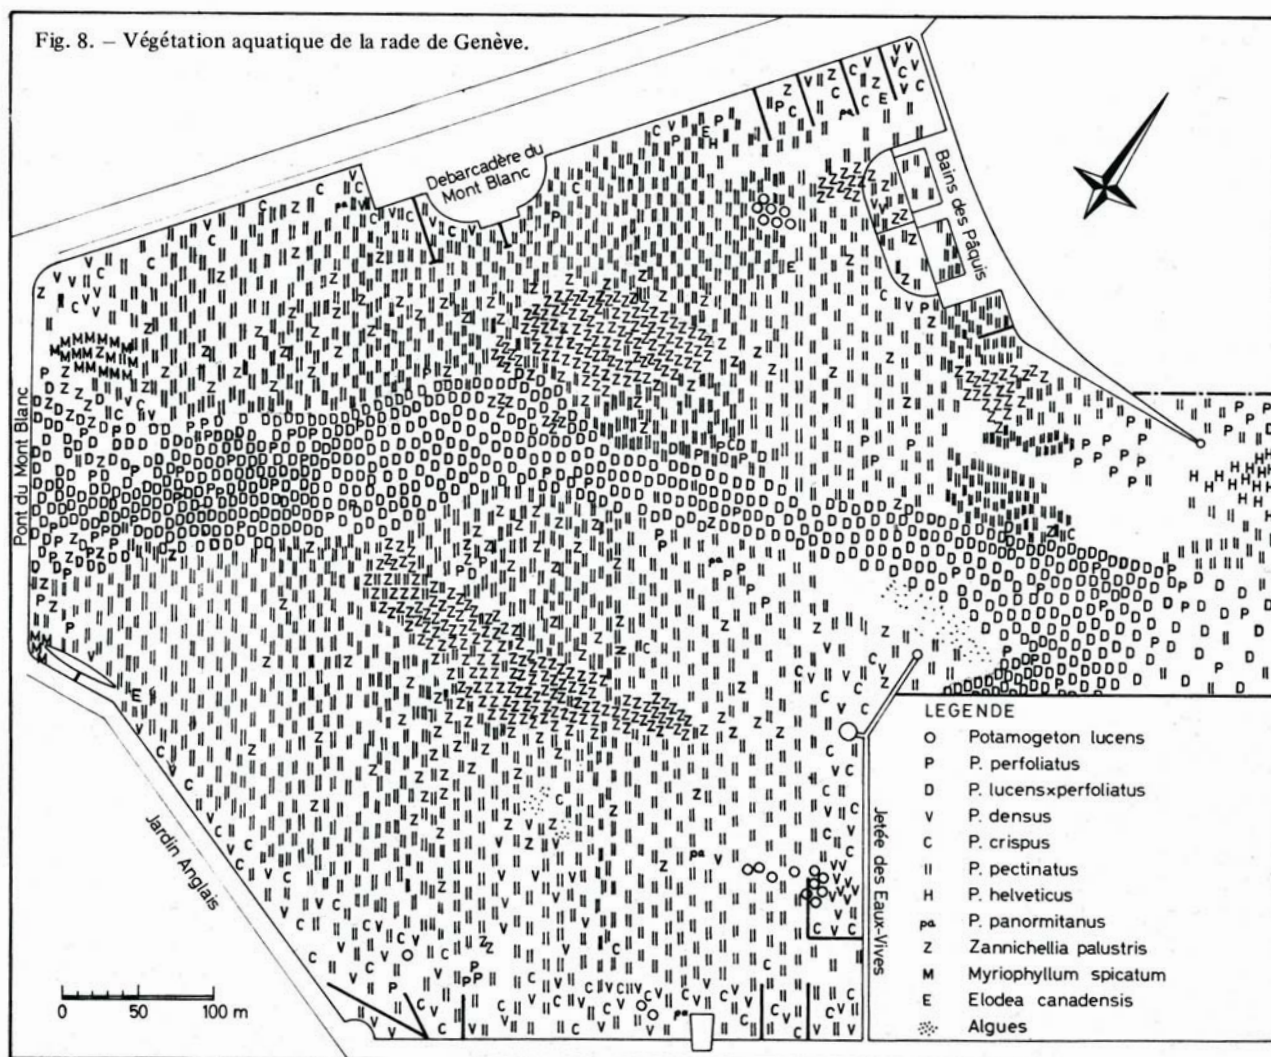 Fig. 8. — Végétation aquatique de la rade de Genève.
Debarcadère du
Mont Blanc
Bains des Pâquis
Pont du Mont Blanc
Jardin Anglais
Jetée des Eaux-Vives
0 50 100 m
LEGENDE
O Potamogeton lucens
P P. perfoliatus
D P. lucens×perfoliatus
V P. densus
C P. crispus
II P. pectinatus
H P. helveticus
pa P. panormitanus
Z Zannichellia palustris
M Myriophyllum spicatum
E Elodea canadensis
Algues